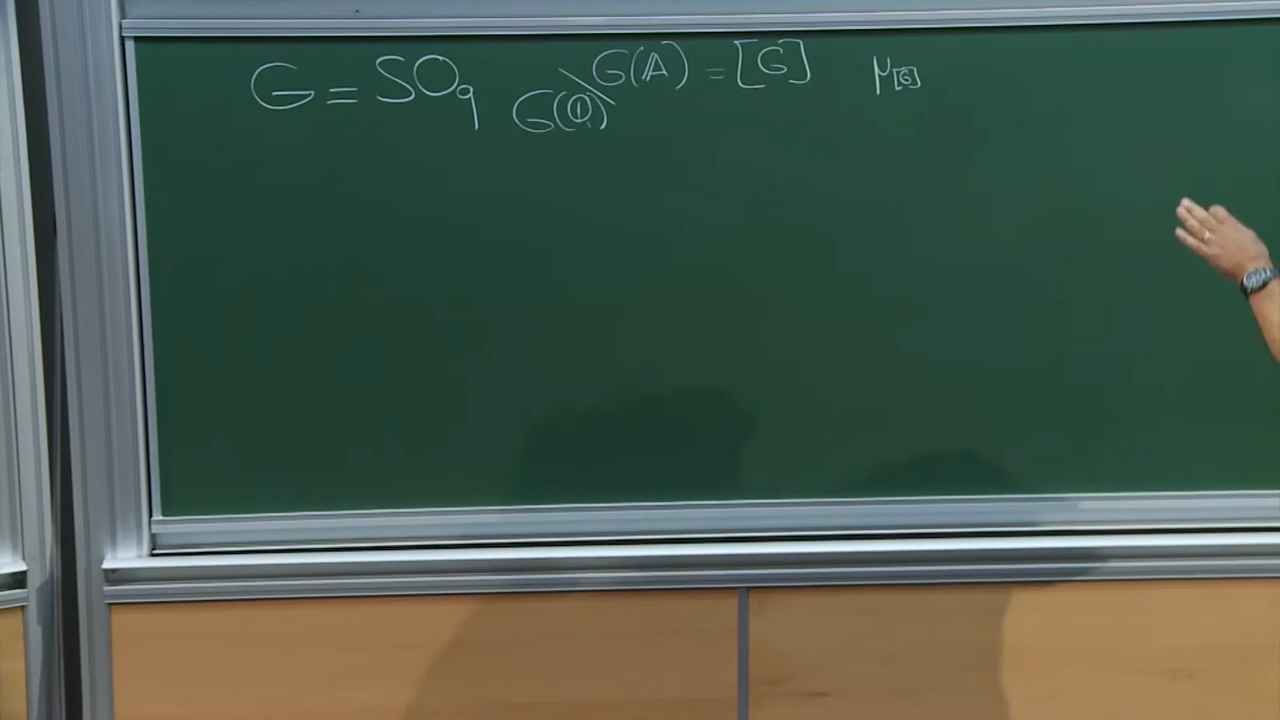 G = SO_q G(ℚ)\G(𝔸) = [G] μ_[G]